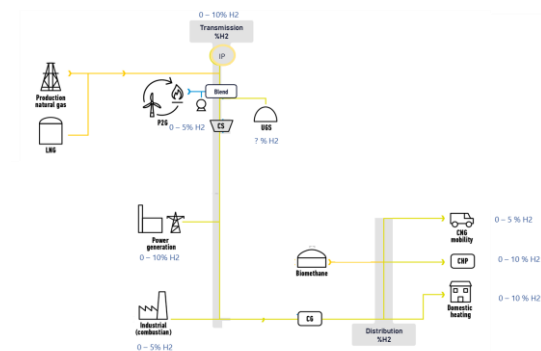 0 – 10% H2
Transmission
%H2
IP
Production
natural gas
LNG
P2G
Blend
0 – 5% H2
CS
UGS
? % H2
Power
generation
0 – 10% H2
Biomethane
CNG
mobility
0 – 5 % H2
CHP
0 – 10 % H2
Domestic
heating
0 – 10 % H2
Industrial
(combustian)
0 – 5% H2
CG
Distribution
%H2